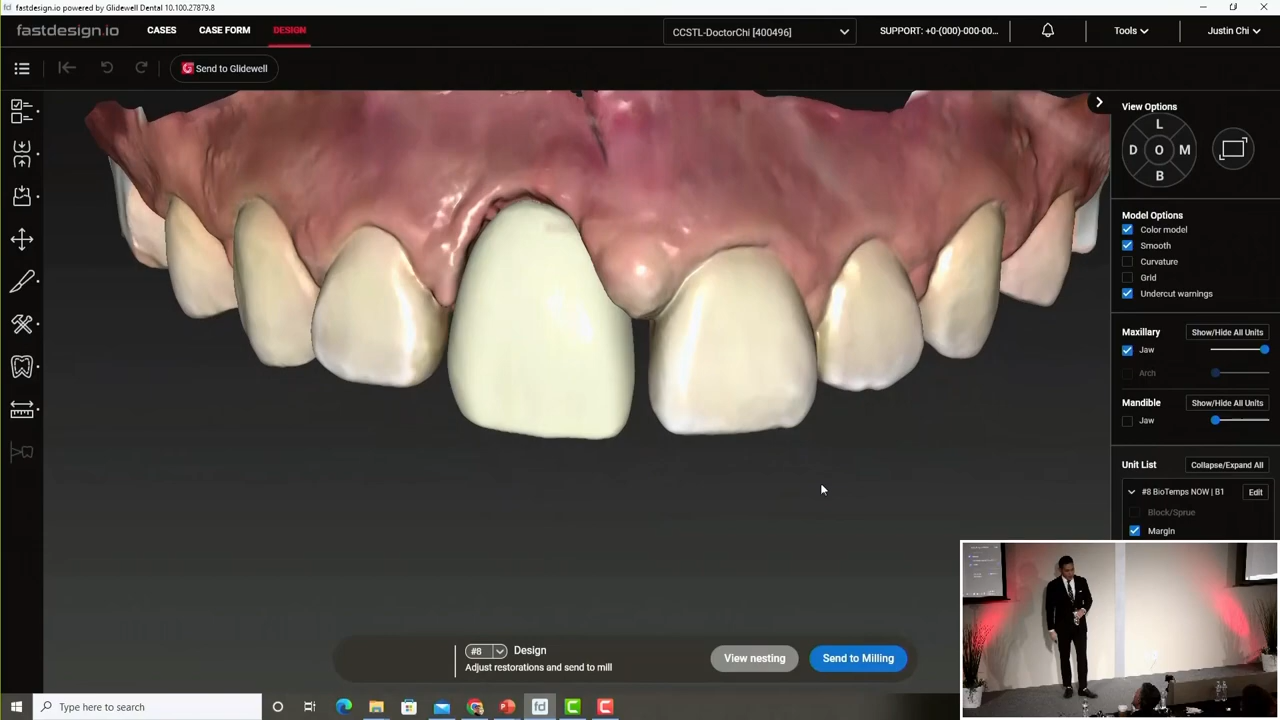 fd fastdesign.io powered by Glidewell Dental 10.100.27879.8
fastdesign.io
CASES
CASE FORM
DESIGN
CCSTL-DoctorChi [400496]
SUPPORT: +0-(000)-000-00...
Tools
Justin Chi
Send to Glidewell
View Options
L
D O M
B
Model Options
Color model
Smooth
Curvature
Grid
Undercut warnings
Maxillary
Show/Hide All Units
Jaw
Arch
Mandible
Show/Hide All Units
Jaw
Unit List
Collapse/Expand All
#8 BioTemps NOW | B1
Edit
Block/Sprue
Margin
#8
Design
Adjust restorations and send to mill
View nesting
Send to Milling
Type here to search
fd